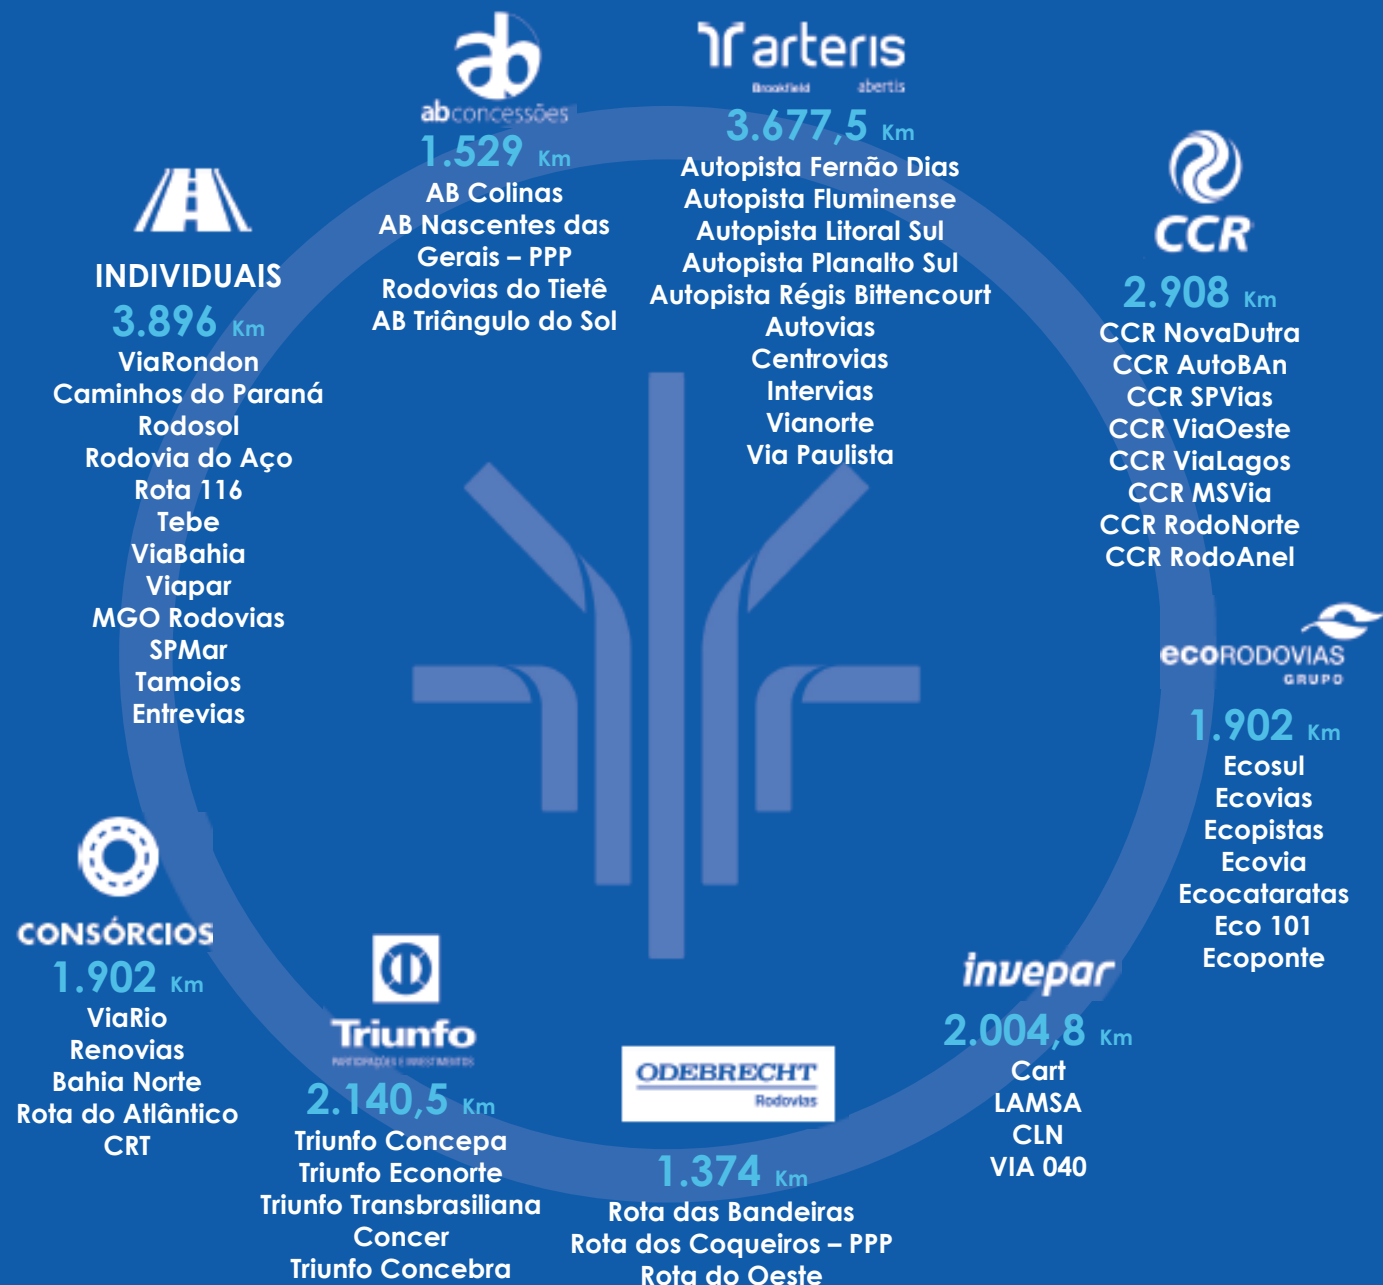 ab
abconcessões
1.529 Km
AB Colinas
AB Nascentes das
Gerais – PPP
Rodovias do Tietê
AB Triângulo do Sol
arteris
Brookfield abertis
3.677,5 Km
Autopista Fernão Dias
Autopista Fluminense
Autopista Litoral Sul
Autopista Planalto Sul
Autopista Régis Bittencourt
Autovias
Centrovias
Intervias
Vianorte
Via Paulista
CCR
2.908 Km
CCR NovaDutra
CCR AutoBAn
CCR SPVias
CCR ViaOeste
CCR ViaLagos
CCR MSVia
CCR RodoNorte
CCR RodoAnel
INDIVIDUAIS
3.896 Km
ViaRondon
Caminhos do Paraná
Rodosol
Rodovia do Aço
Rota 116
Tebe
ViaBahia
Viapar
MGO Rodovias
SPMar
Tamoios
Entrevias
ecoRODOVIAS
GRUPO
1.902 Km
Ecosul
Ecovias
Ecopistas
Ecovia
Ecocataratas
Eco 101
Ecoponte
CONSÓRCIOS
1.902 Km
ViaRio
Renovias
Bahia Norte
Rota do Atlântico
CRT
Triunfo
PARTICIPAÇÕES E INVESTIMENTOS
2.140,5 Km
Triunfo Concepa
Triunfo Econorte
Triunfo Transbrasiliana
Concer
Triunfo Concebra
ODEBRECHT
Rodovias
1.374 Km
Rota das Bandeiras
Rota dos Coqueiros – PPP
Rota do Oeste
invepar
2.004,8 Km
Cart
LAMSA
CLN
VIA 040